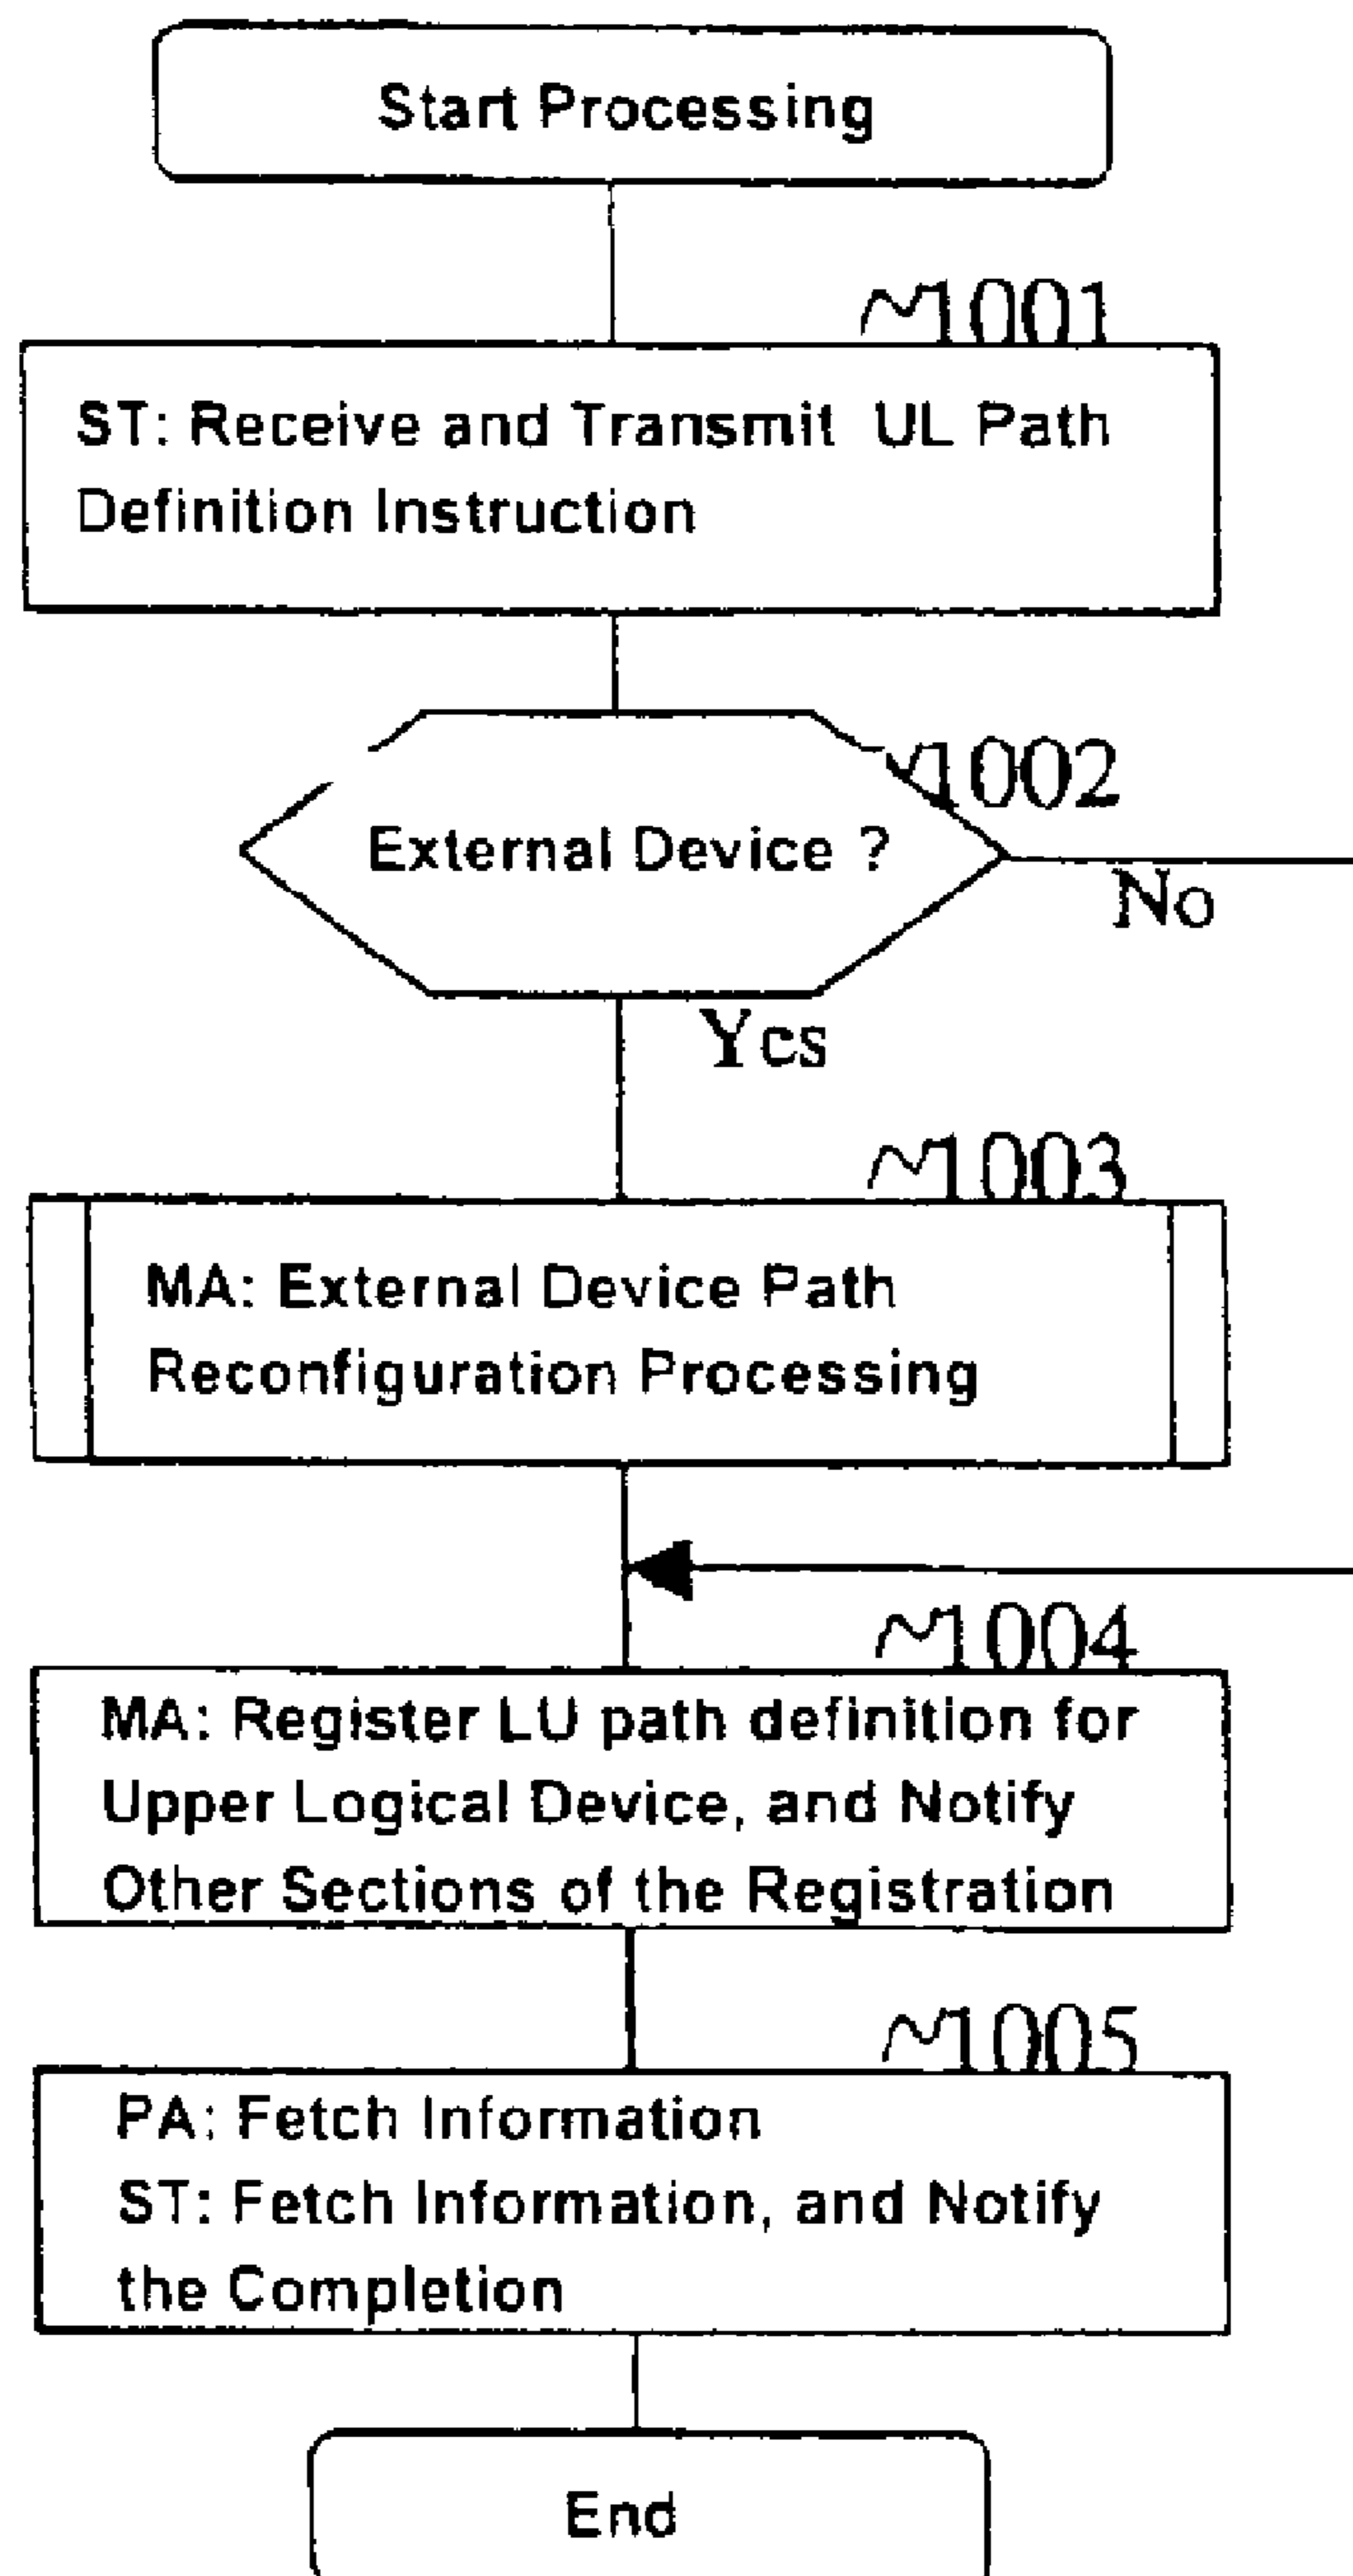 Start Processing
~1001
ST: Receive and Transmit UL Path
Definition Instruction
~1002
External Device ?
No
Yes
~1003
MA: External Device Path
Reconfiguration Processing
~1004
MA: Register LU path definition for
Upper Logical Device, and Notify
Other Sections of the Registration
~1005
PA: Fetch Information
ST: Fetch Information, and Notify
the Completion
End